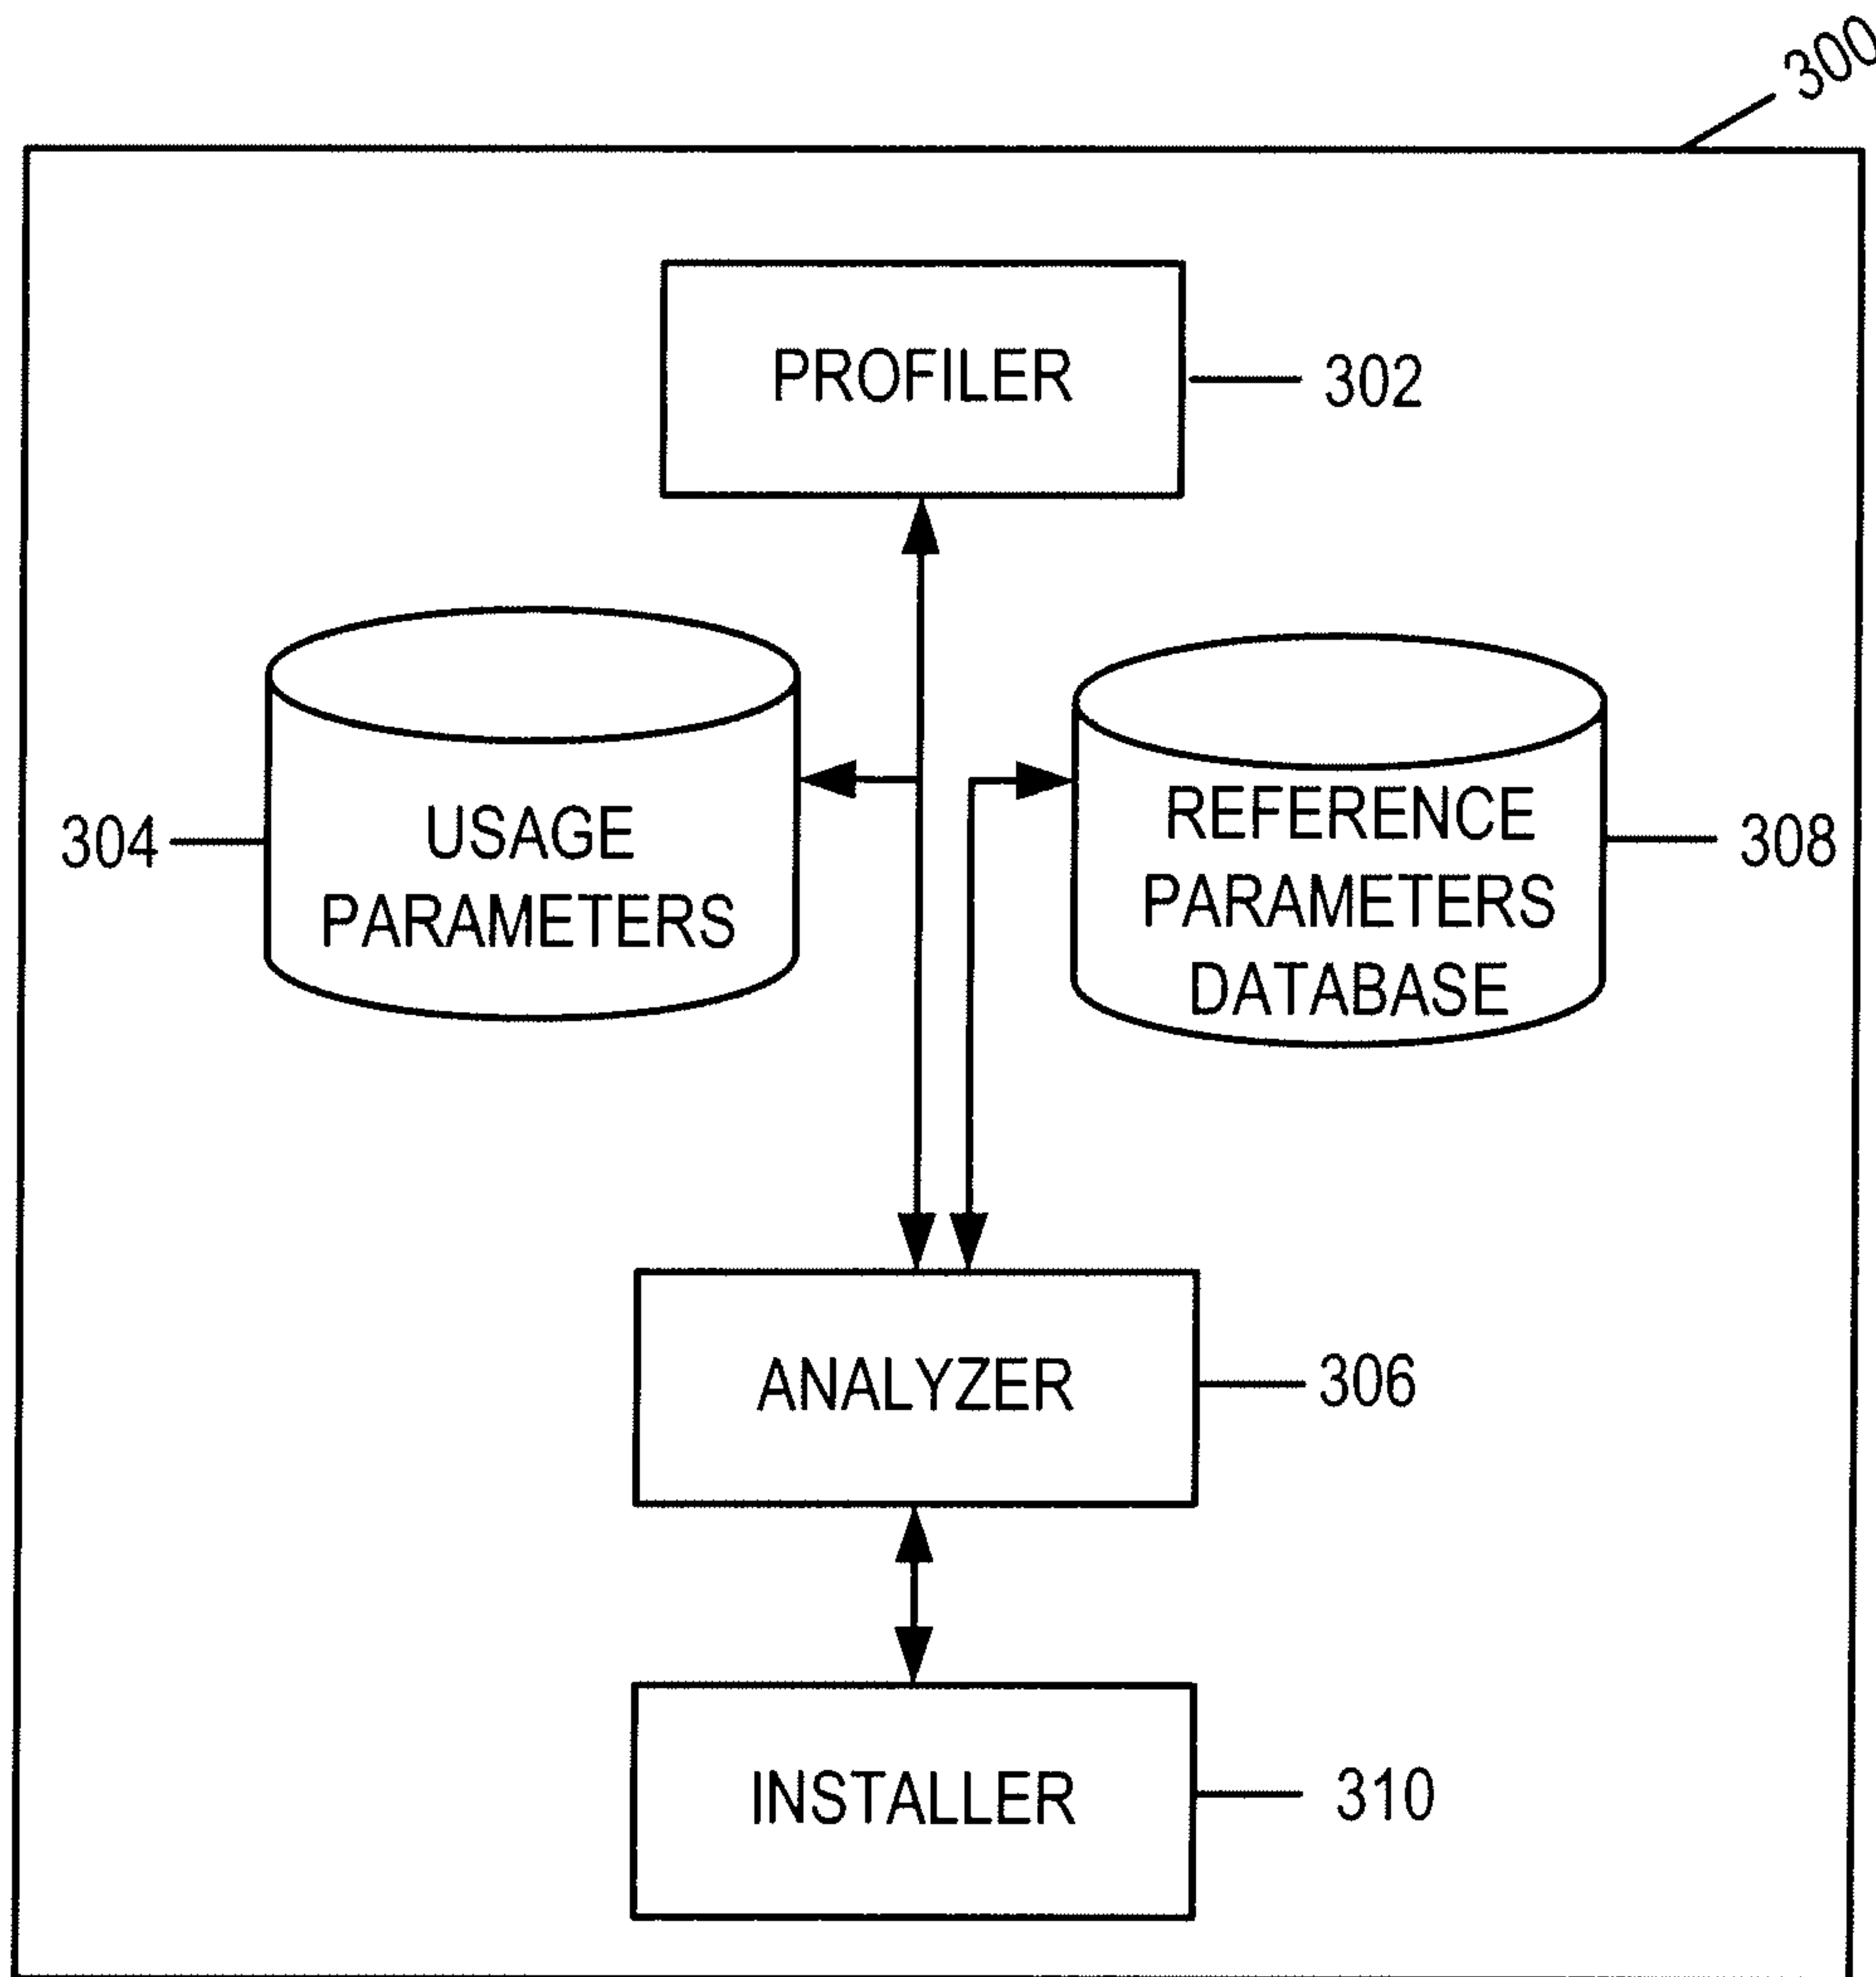 300
PROFILER
302
304
USAGE
PARAMETERS
REFERENCE
PARAMETERS
DATABASE
308
ANALYZER
306
INSTALLER
310